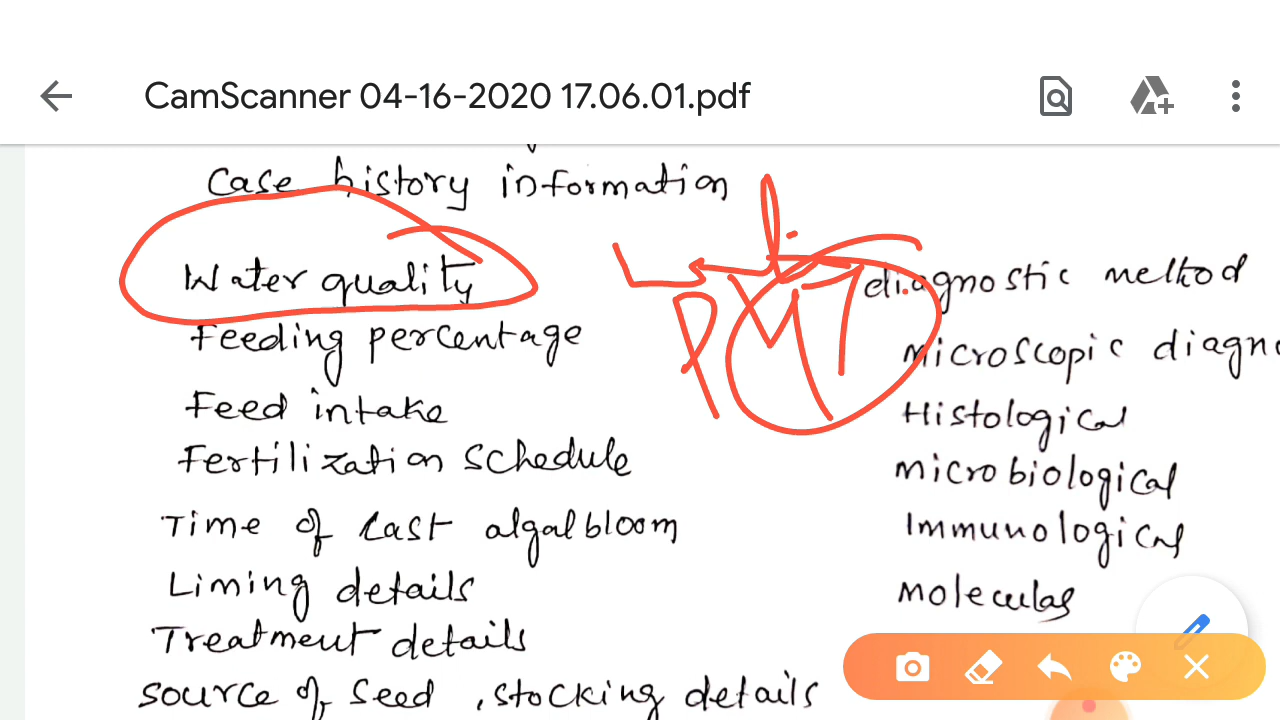 CamScanner 04-16-2020 17.06.01.pdf
Case history information
Water quality
Feeding percentage
Feed intake
Fertilization schedule
Time of last algal bloom
Liming details
Treatment details
source of seed , stocking details
diagnostic method
microscopic diagno
Histological
microbiological
Immunological
molecular